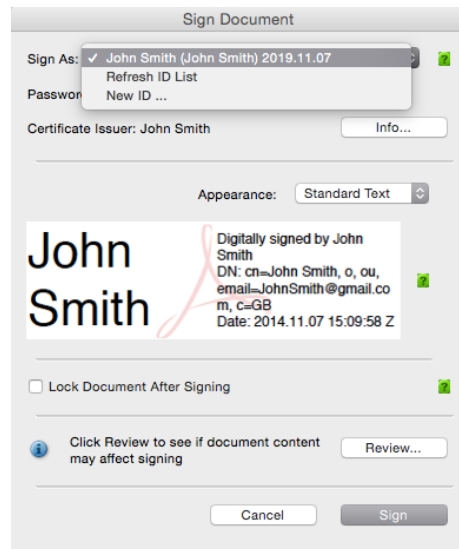 Sign Document
Sign As: ✓ John Smith (John Smith) 2019.11.07
Refresh ID List
Passwor
New ID ...
Certificate Issuer: John Smith Info...
Appearance: Standard Text
John
Smith
Digitally signed by John
Smith
DN: cn=John Smith, o, ou,
email=JohnSmith@gmail.co
m, c=GB
Date: 2014.11.07 15:09:58 Z
?
?
Lock Document After Signing ?
Click Review to see if document content
may affect signing
Review...
Cancel Sign